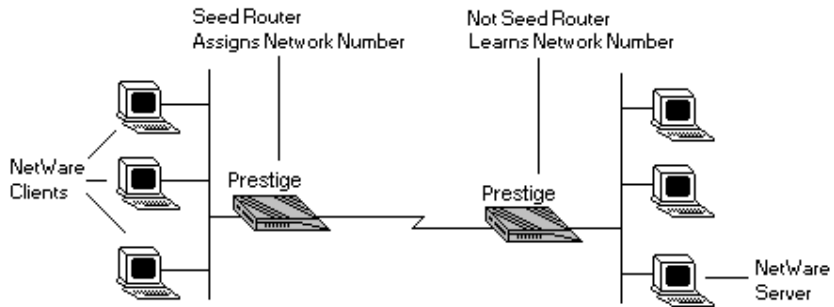 Seed Router
Assigns Network Number
Not Seed Router
Learns Network Number
NetWare
Clients
Prestige
Prestige
NetWare
Server